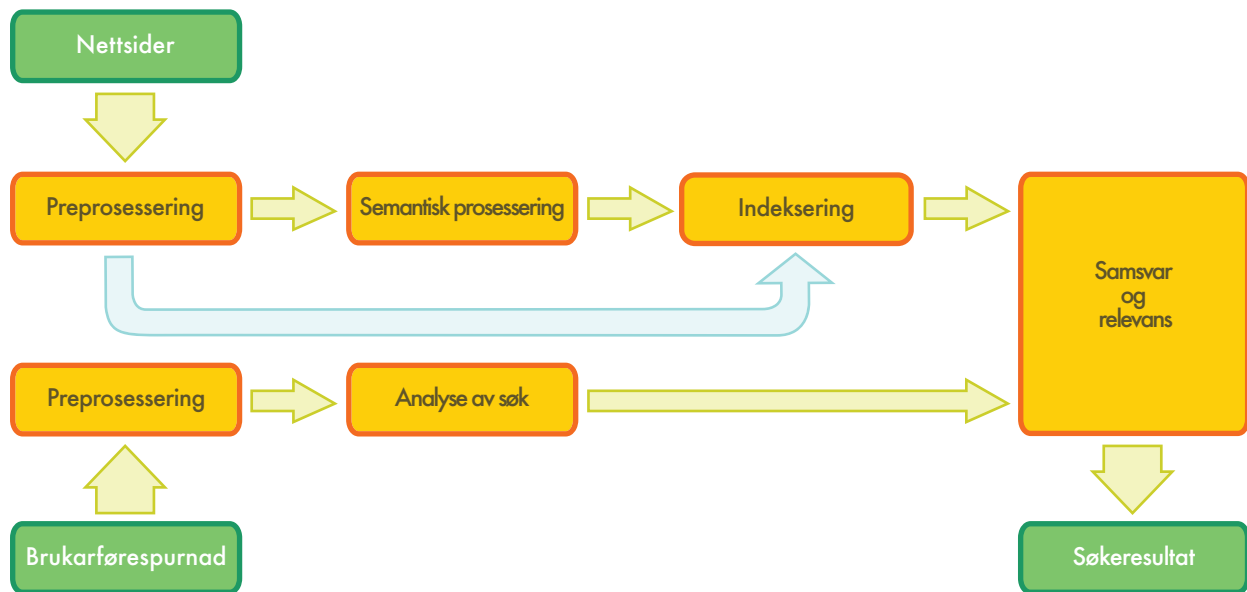 Nettsider
Preprosessering
Semantisk prosessering
Indeksering
Samsvar
og
relevans
Preprosessering
Analyse av søk
Brukarførespurnad
Søkeresultat